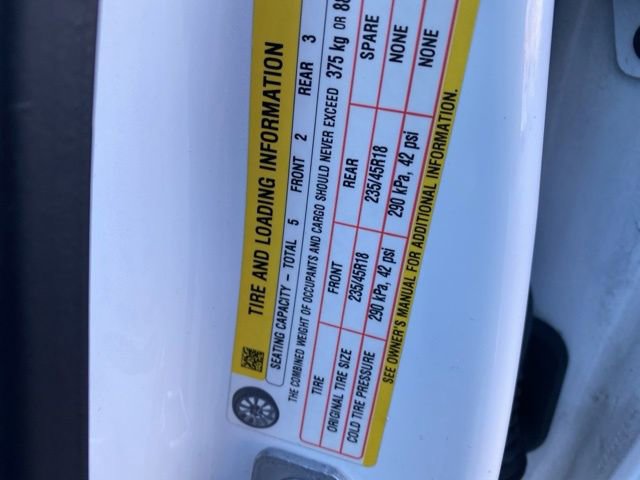 TIRE AND LOADING INFORMATION
SEATING CAPACITY - TOTAL 5 FRONT 2 REAR 3
THE COMBINED WEIGHT OF OCCUPANTS AND CARGO SHOULD NEVER EXCEED 375 kg OR
TIRE FRONT REAR SPARE
ORIGINAL TIRE SIZE 235/45R18 235/45R18 NONE
COLD TIRE PRESSURE 290 kPa, 42 psi 290 kPa, 42 psi NONE
SEE OWNER'S MANUAL FOR ADDITIONAL INFORMATION.